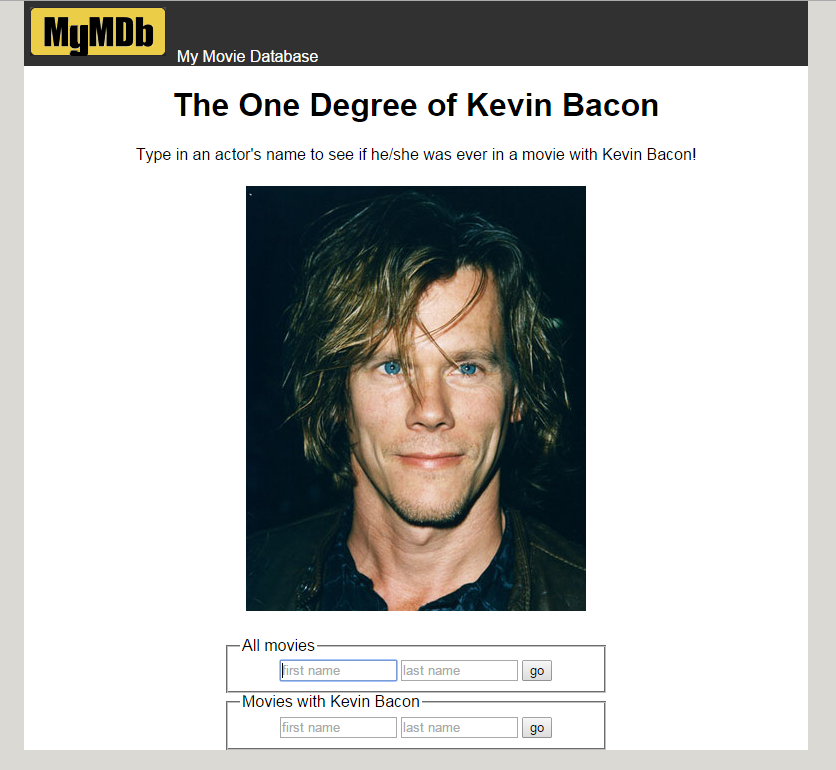 MyMDb
My Movie Database
The One Degree of Kevin Bacon
Type in an actor's name to see if he/she was ever in a movie with Kevin Bacon!
All movies
first name last name go
Movies with Kevin Bacon
first name last name go